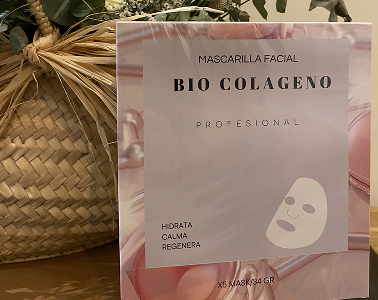 MASCARILLA FACIAL
BIO COLAGENO
PROFESIONAL
HIDRATA
CALMA
REGENERA
X5 MASK/34 GR